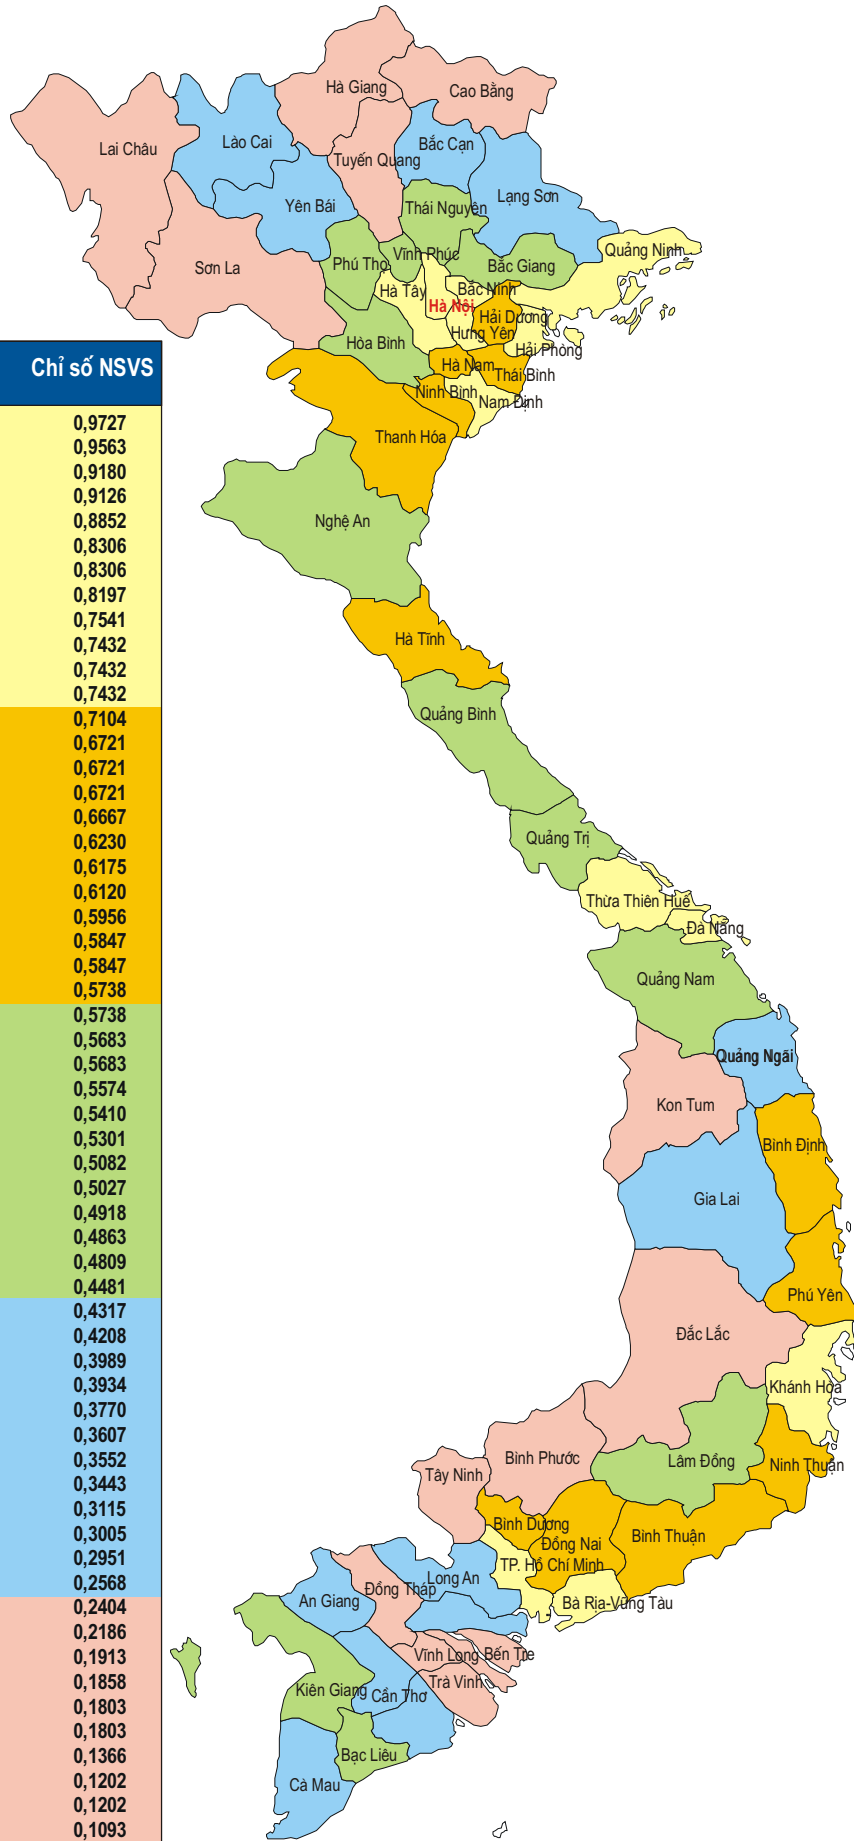 Hà Giang
Cao Bằng
Lai Châu
Lào Cai
Bắc Cạn
Tuyến Quang
Yên Bái
Lạng Sơn
Thái Nguyên
Sơn La
Phú Thọ
Vĩnh Phúc
Bắc Giang
Quảng Ninh
Hà Tây
Bắc Ninh
Hà Nội
Hải Dương
Hưng Yên
Hòa Bình
Hải Phòng
Hà Nam
Thái Bình
Ninh Bình
Nam Định
Thanh Hóa
Nghệ An
Hà Tĩnh
Quảng Bình
Quảng Trị
Thừa Thiên Huế
Đà Nẵng
Quảng Nam
Quảng Ngãi
Kon Tum
Bình Định
Gia Lai
Phú Yên
Đắc Lắc
Khánh Hòa
Bình Phước
Lâm Đồng
Ninh Thuận
Tây Ninh
Bình Dương
Đồng Nai
Bình Thuận
TP. Hồ Chí Minh
Long An
Đồng Tháp
An Giang
Bà Rịa-Vũng Tàu
Vĩnh Long
Bến Tre
Trà Vinh
Kiên Giang
Cần Thơ
Bạc Liêu
Cà Mau
Chỉ số NSVS
0,9727
0,9563
0,9180
0,9126
0,8852
0,8306
0,8306
0,8197
0,7541
0,7432
0,7432
0,7432
0,7104
0,6721
0,6721
0,6721
0,6667
0,6230
0,6175
0,6120
0,5956
0,5847
0,5847
0,5738
0,5738
0,5683
0,5683
0,5574
0,5410
0,5301
0,5082
0,5027
0,4918
0,4863
0,4809
0,4481
0,4317
0,4208
0,3989
0,3934
0,3770
0,3607
0,3552
0,3443
0,3115
0,3005
0,2951
0,2568
0,2404
0,2186
0,1913
0,1858
0,1803
0,1803
0,1366
0,1202
0,1202
0,1093